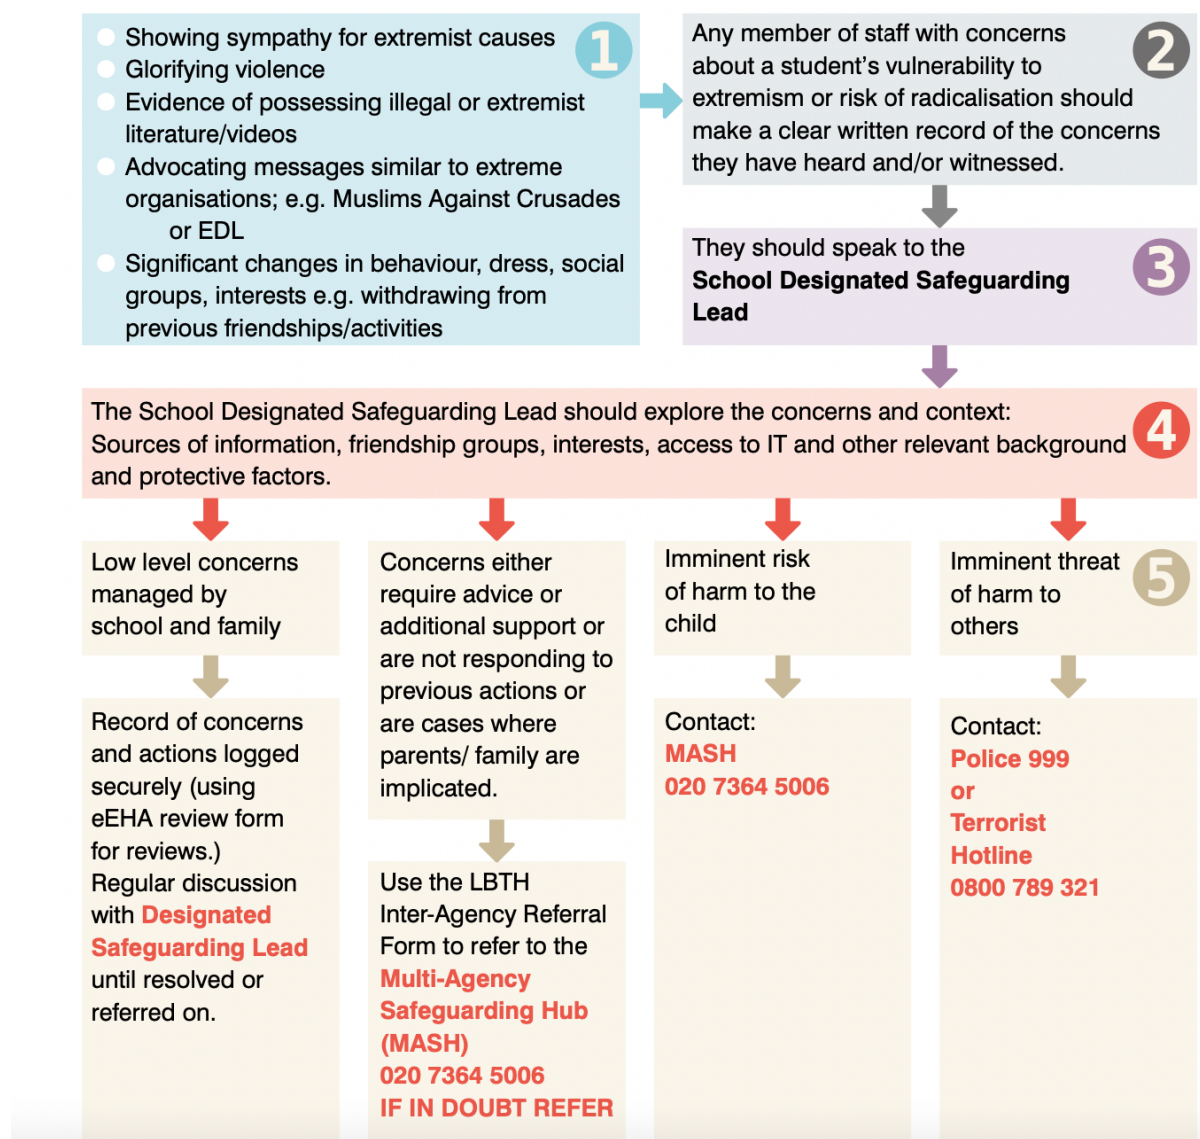 Showing sympathy for extremist causes
Glorifying violence
Evidence of possessing illegal or extremist
literature/videos
Advocating messages similar to extreme
organisations; e.g. Muslims Against Crusades
or EDL
Significant changes in behaviour, dress, social
groups, interests e.g. withdrawing from
previous friendships/activities
1
Any member of staff with concerns
about a student’s vulnerability to
extremism or risk of radicalisation should
make a clear written record of the concerns
they have heard and/or witnessed.
2
They should speak to the
School Designated Safeguarding
Lead
3
The School Designated Safeguarding Lead should explore the concerns and context:
Sources of information, friendship groups, interests, access to IT and other relevant background
and protective factors.
4
Low level concerns
managed by
school and family
Record of concerns
and actions logged
securely (using
eEHA review form
for reviews.)
Regular discussion
with Designated
Safeguarding Lead
until resolved or
referred on.
Concerns either
require advice or
additional support or
are not responding to
previous actions or
are cases where
parents/ family are
implicated.
Use the LBTH
Inter-Agency Referral
Form to refer to the
Multi-Agency
Safeguarding Hub
(MASH)
020 7364 5006
IF IN DOUBT REFER
Imminent risk
of harm to the
child
Contact:
MASH
020 7364 5006
Imminent threat
of harm to
others
5
Contact:
Police 999
or
Terrorist
Hotline
0800 789 321